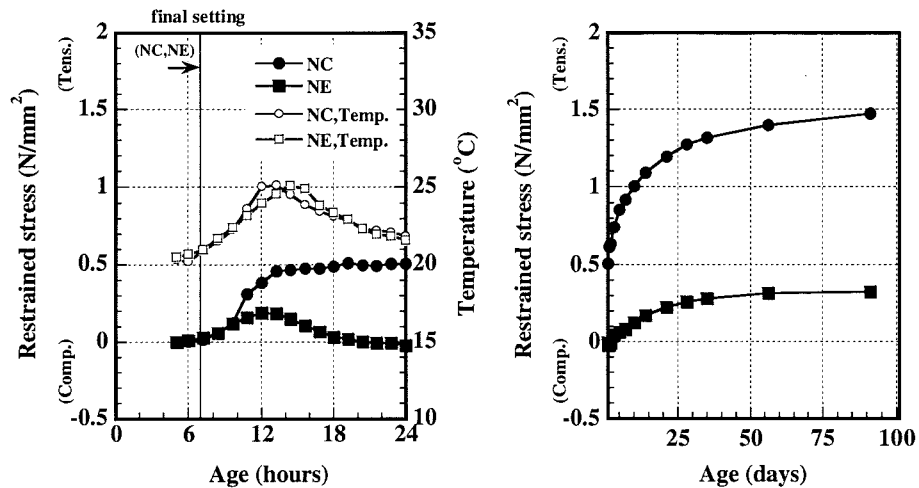 final setting
(NC,NE)
NC
NE
NC,Temp.
NE,Temp.
Restrained stress (N/mm²)
(Tens.)
(Comp.)
2
1.5
1
0.5
0
-0.5
0
6
12
18
24
Age (hours)
35
30
25
20
15
10
Temperature (°C)
Restrained stress (N/mm²)
(Tens.)
(Comp.)
2
1.5
1
0.5
0
-0.5
25
50
75
100
Age (days)